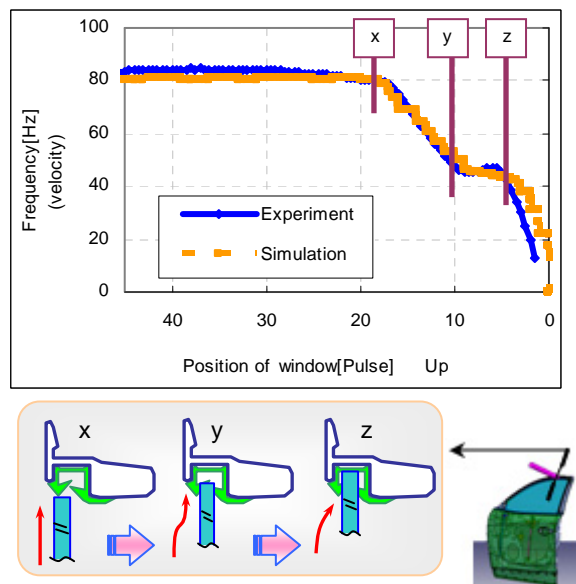 100
80
60
40
20
0
Frequency[Hz]
(velocity)
x y z
Experiment
Simulation
40 30 20 10 0
Position of window[Pulse] Up
x y z